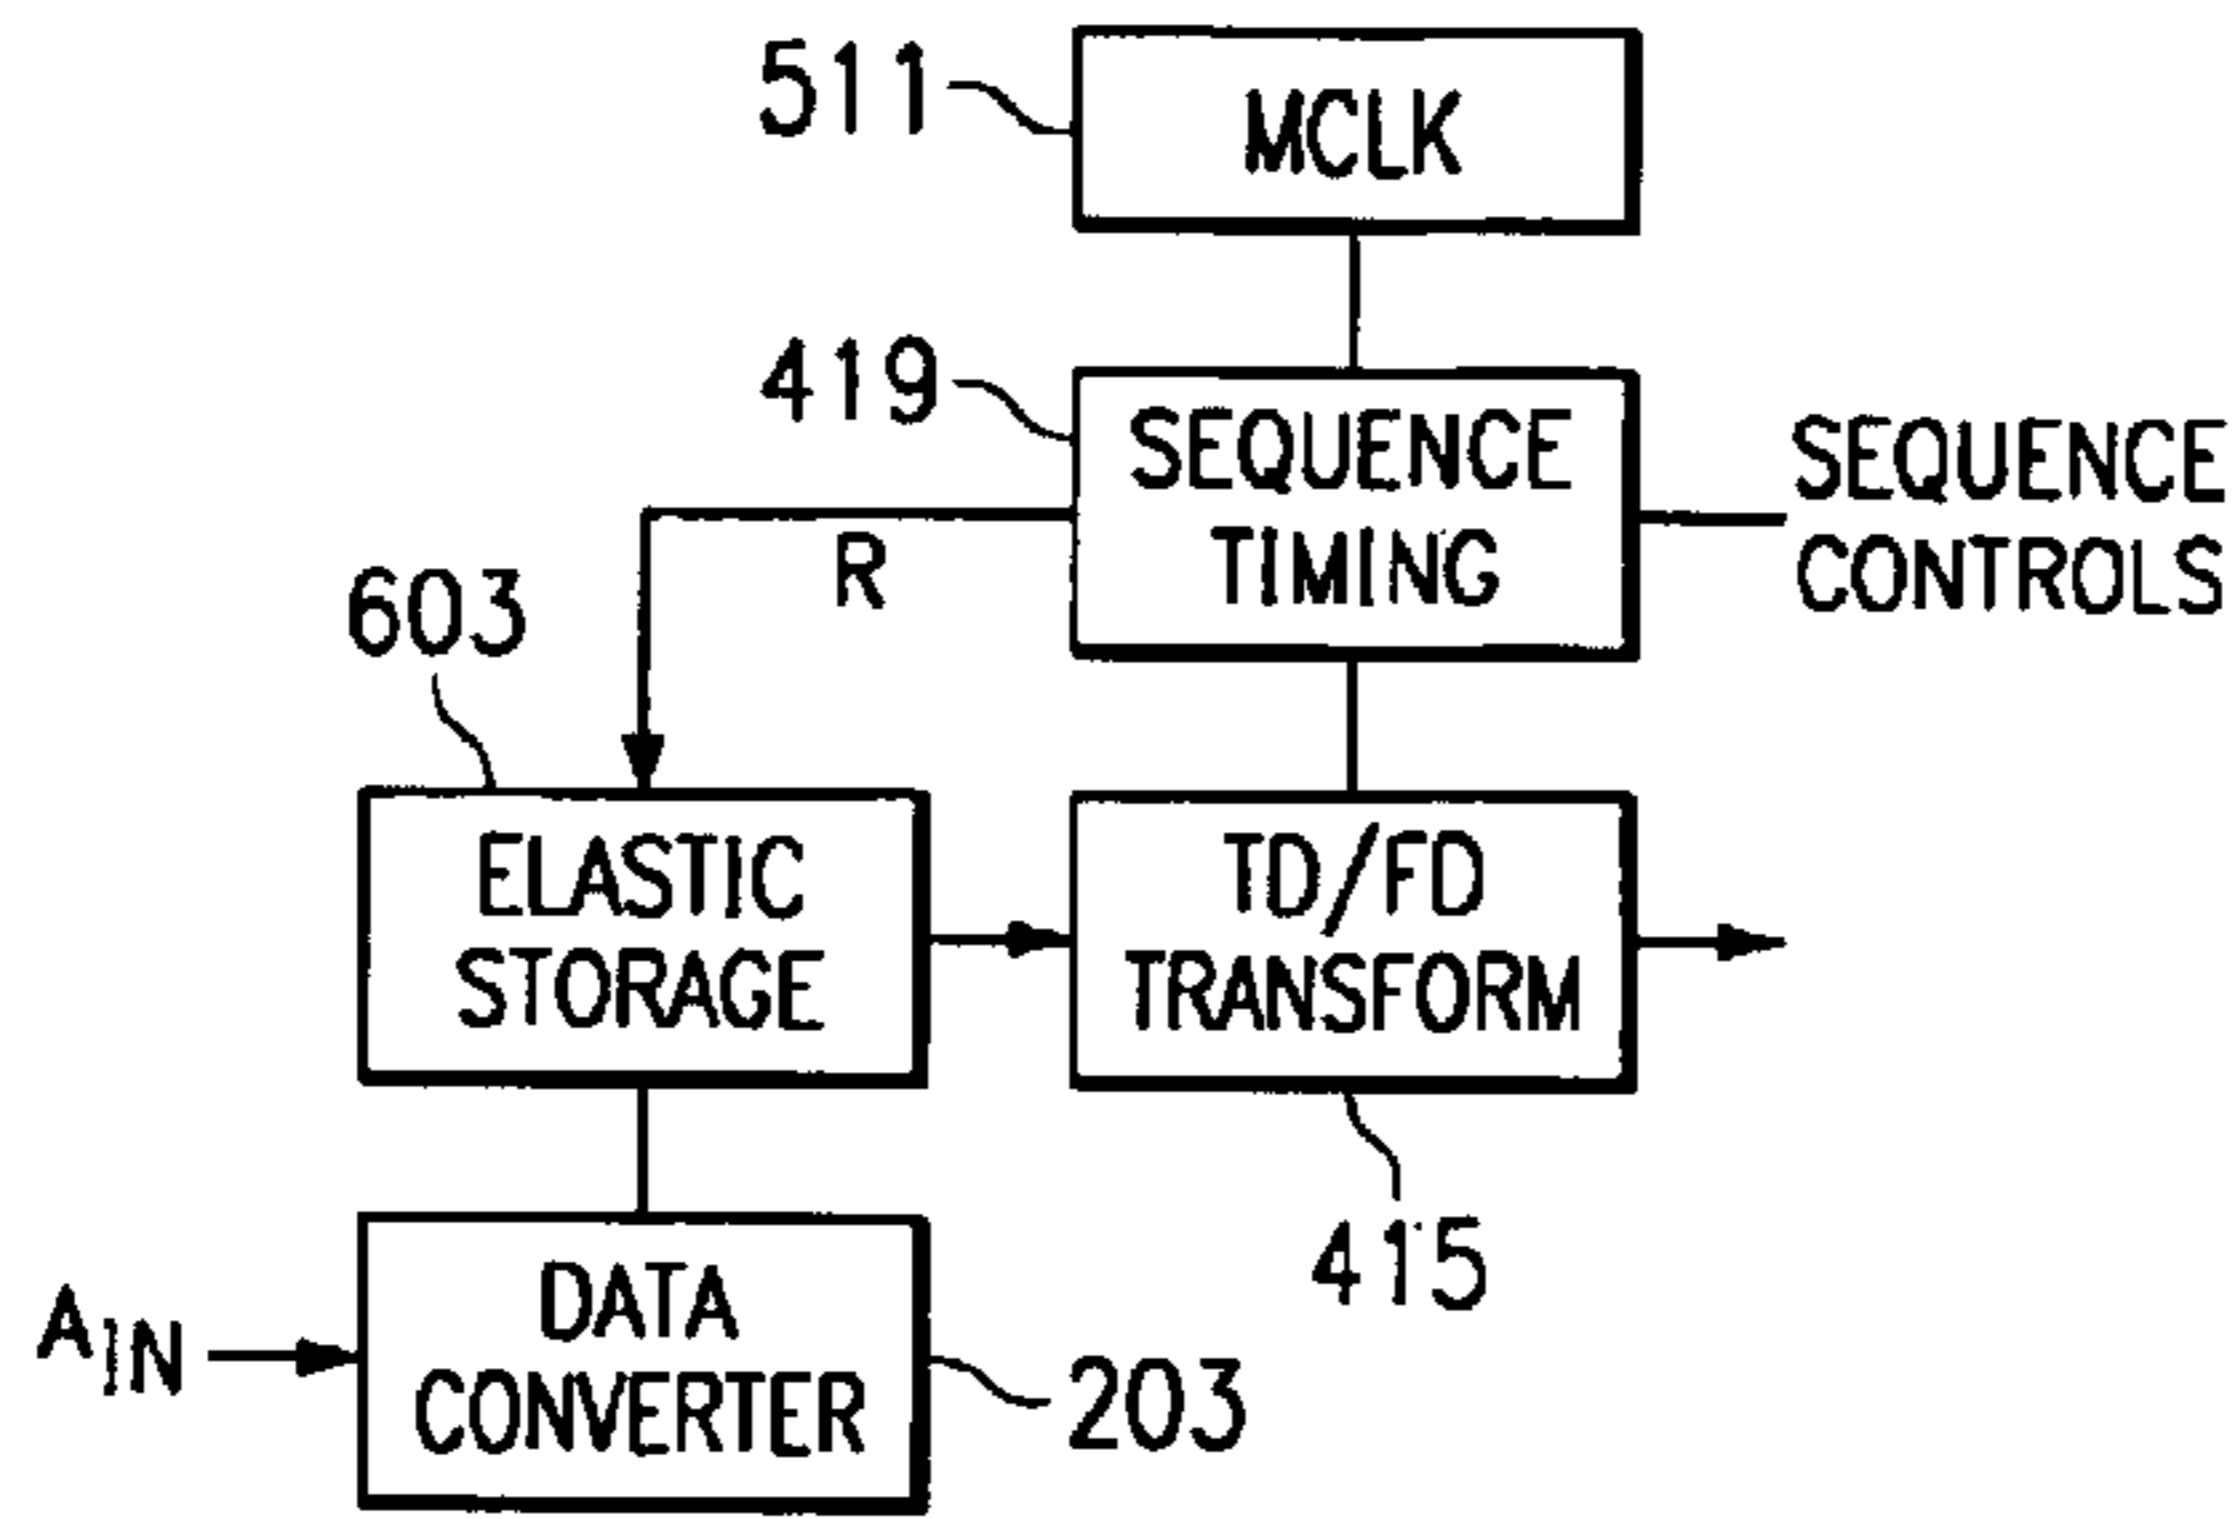 511
MCLK
419
SEQUENCE
TIMING
SEQUENCE
CONTROLS
R
603
ELASTIC
STORAGE
TD/FD
TRANSFORM
415
AIN
DATA
CONVERTER
203